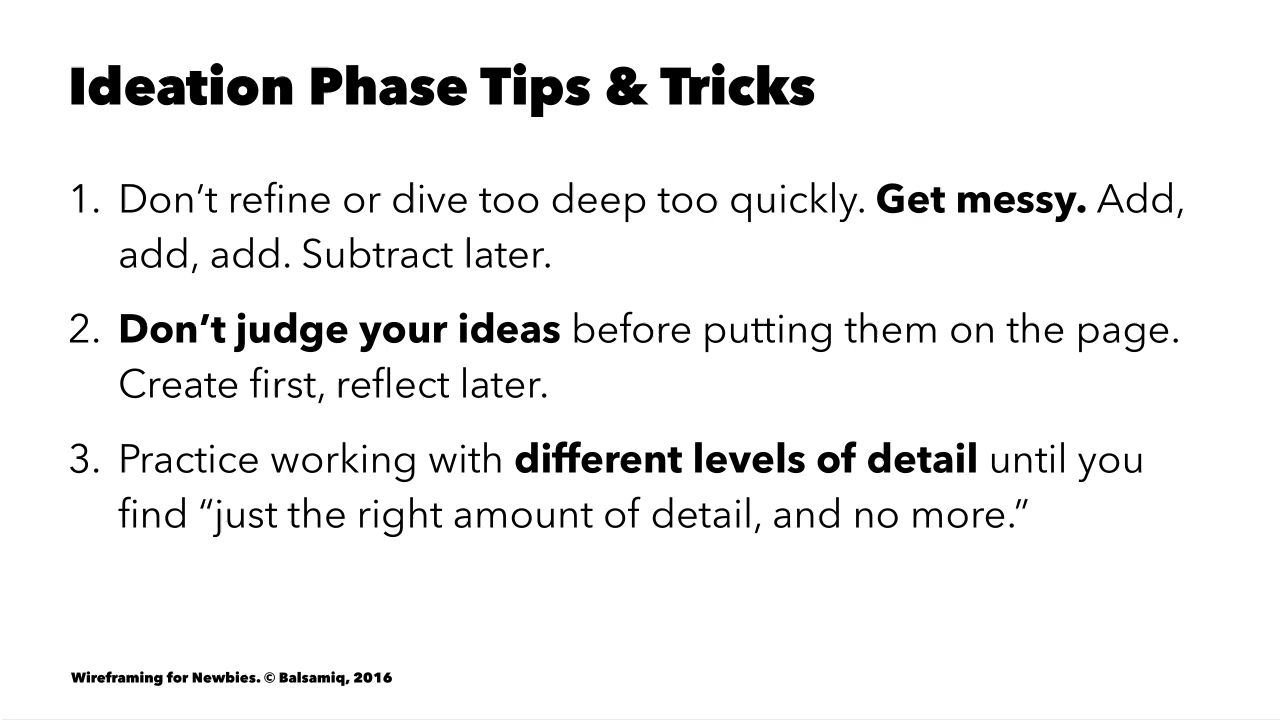 Ideation Phase Tips & Tricks
1. Don’t refine or dive too deep too quickly. Get messy. Add,
add, add. Subtract later.
2. Don’t judge your ideas before putting them on the page.
Create first, reflect later.
3. Practice working with different levels of detail until you
find “just the right amount of detail, and no more.”
Wireframing for Newbies. © Balsamiq, 2016